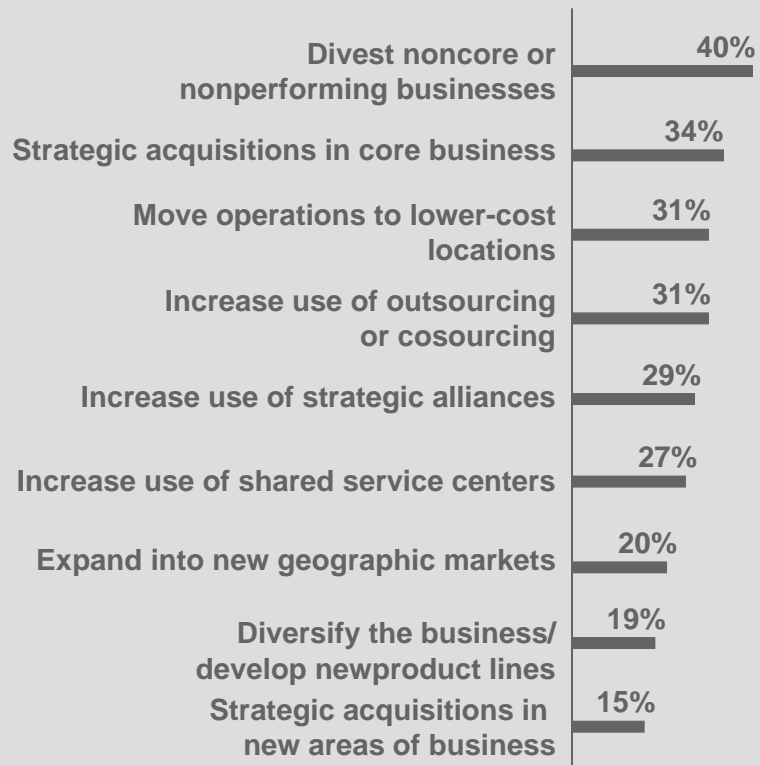 Divest noncore or
nonperforming businesses
40%
Strategic acquisitions in core business
34%
Move operations to lower-cost
locations
31%
Increase use of outsourcing
or cosourcing
31%
Increase use of strategic alliances
29%
Increase use of shared service centers
27%
Expand into new geographic markets
20%
Diversify the business/
develop newproduct lines
19%
Strategic acquisitions in
new areas of business
15%